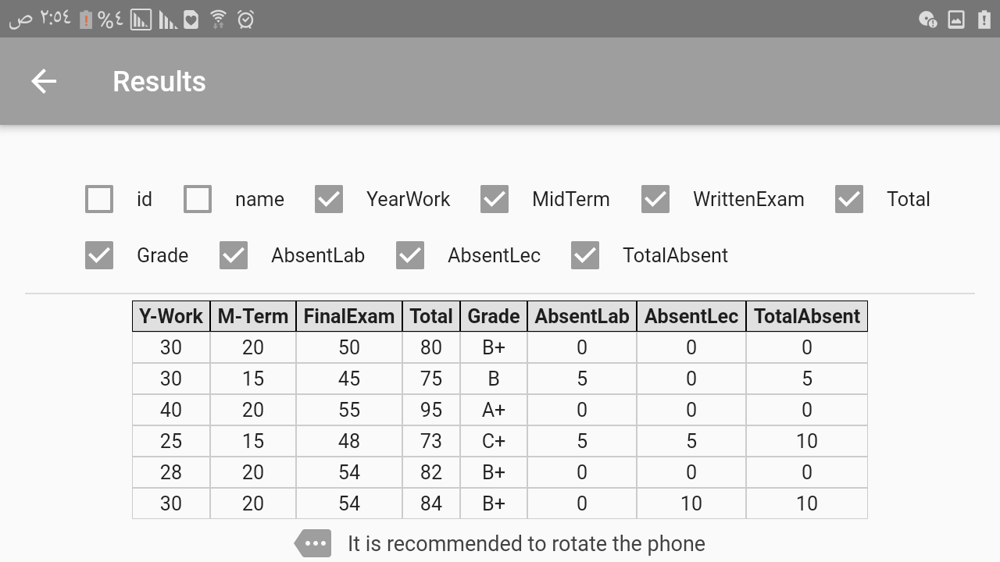 ص ٢:٥٤ %٤
Results
id name YearWork MidTerm WrittenExam Total
Grade AbsentLab AbsentLec TotalAbsent
Y-Work M-Term FinalExam Total Grade AbsentLab AbsentLec TotalAbsent
30 20 50 80 B+ 0 0 0
30 15 45 75 B 5 0 5
40 20 55 95 A+ 0 0 0
25 15 48 73 C+ 5 5 10
28 20 54 82 B+ 0 0 0
30 20 54 84 B+ 0 10 10
It is recommended to rotate the phone